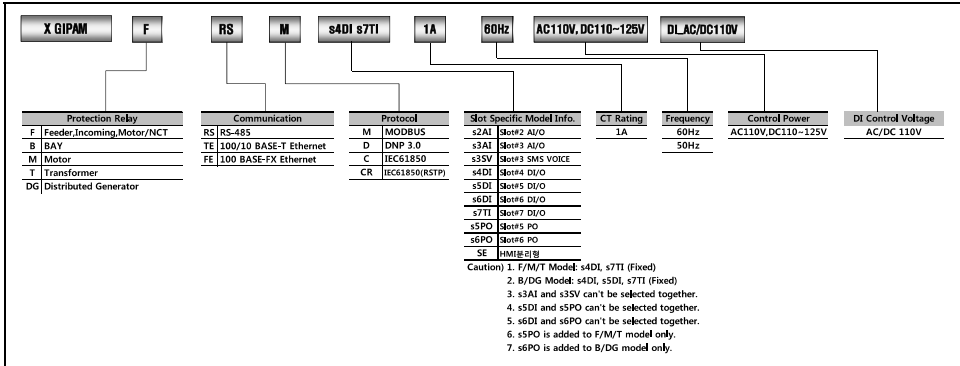 X GIPAM F RS M s4DI s7TI 1A 60Hz AC110V, DC110~125V DI_AC/DC110V
Protection Relay
F Feeder,Incoming,Motor/NCT
B BAY
M Motor
T Transformer
DG Distributed Generator
Communication
RS RS-485
TE 100/10 BASE-T Ethernet
FE 100 BASE-FX Ethernet
Protocol
M MODBUS
D DNP 3.0
C IEC61850
CR IEC61850(RSTP)
Slot Specific Model Info.
s2AI Slot#2 AI/O
s3AI Slot#3 AI/O
s3SV Slot#3 SMS VOICE
s4DI Slot#4 DI/O
s5DI Slot#5 DI/O
s6DI Slot#6 DI/O
s7TI Slot#7 DI/O
s5PO Slot#5 PO
s6PO Slot#6 PO
SE HMI분리형
CT Rating
1A
Frequency
60Hz
50Hz
Control Power
AC110V,DC110~125V
DI Control Voltage
AC/DC 110V
Caution) 1. F/M/T Model: s4DI, s7TI (Fixed)
2. B/DG Model: s4DI, s5DI, s7TI (Fixed)
3. s3AI and s3SV can't be selected together.
4. s5DI and s5PO can't be selected together.
5. s6DI and s6PO can't be selected together.
6. s5PO is added to F/M/T model only.
7. s6PO is added to B/DG model only.